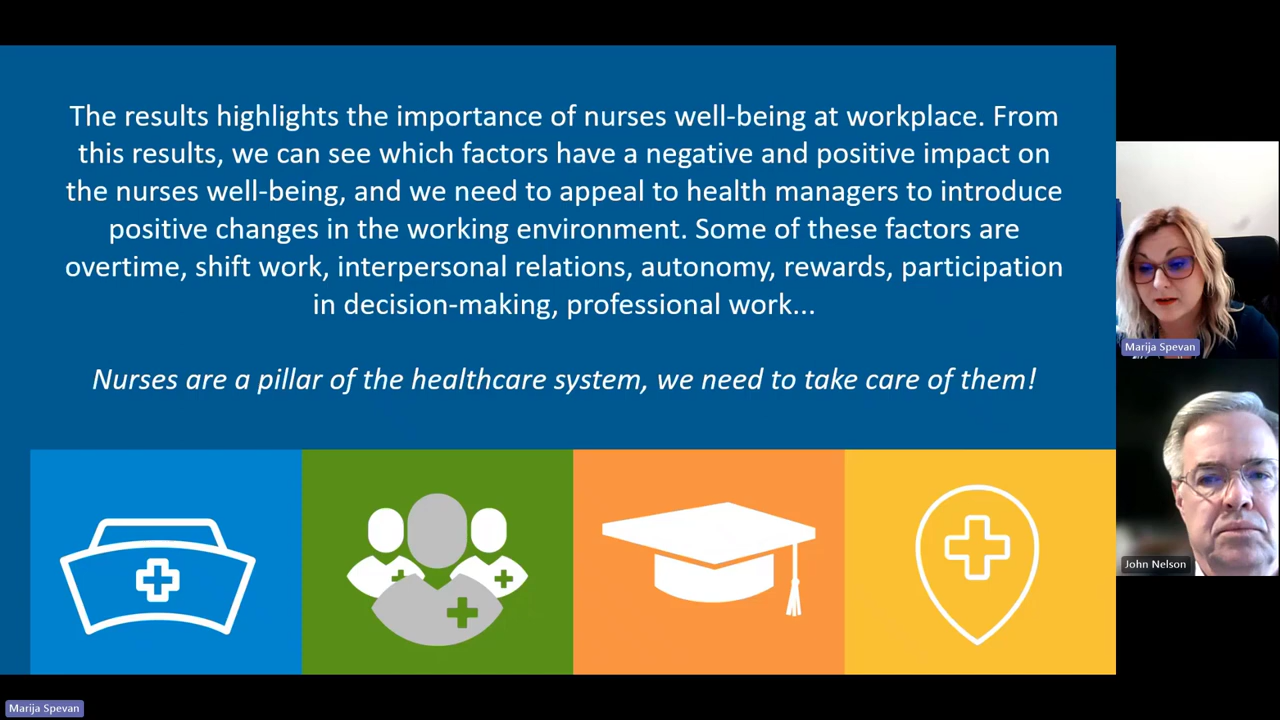 The results highlights the importance of nurses well-being at workplace. From
this results, we can see which factors have a negative and positive impact on
the nurses well-being, and we need to appeal to health managers to introduce
positive changes in the working environment. Some of these factors are
overtime, shift work, interpersonal relations, autonomy, rewards, participation
in decision-making, professional work...
Nurses are a pillar of the healthcare system, we need to take care of them!
Marija Spevan
John Nelson
Marija Spevan